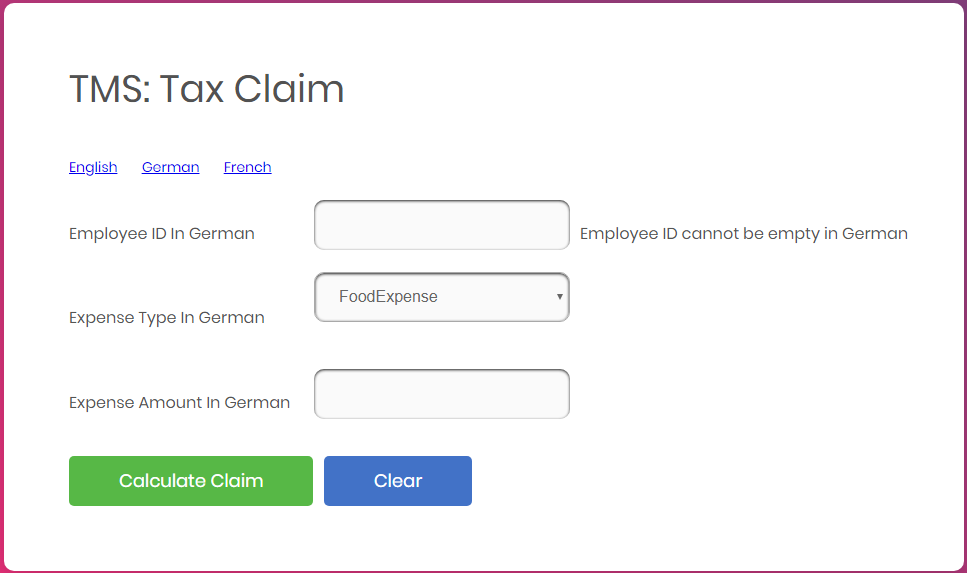 TMS: Tax Claim
English German French
Employee ID In German
Employee ID cannot be empty in German
Expense Type In German
FoodExpense
Expense Amount In German
Calculate Claim
Clear